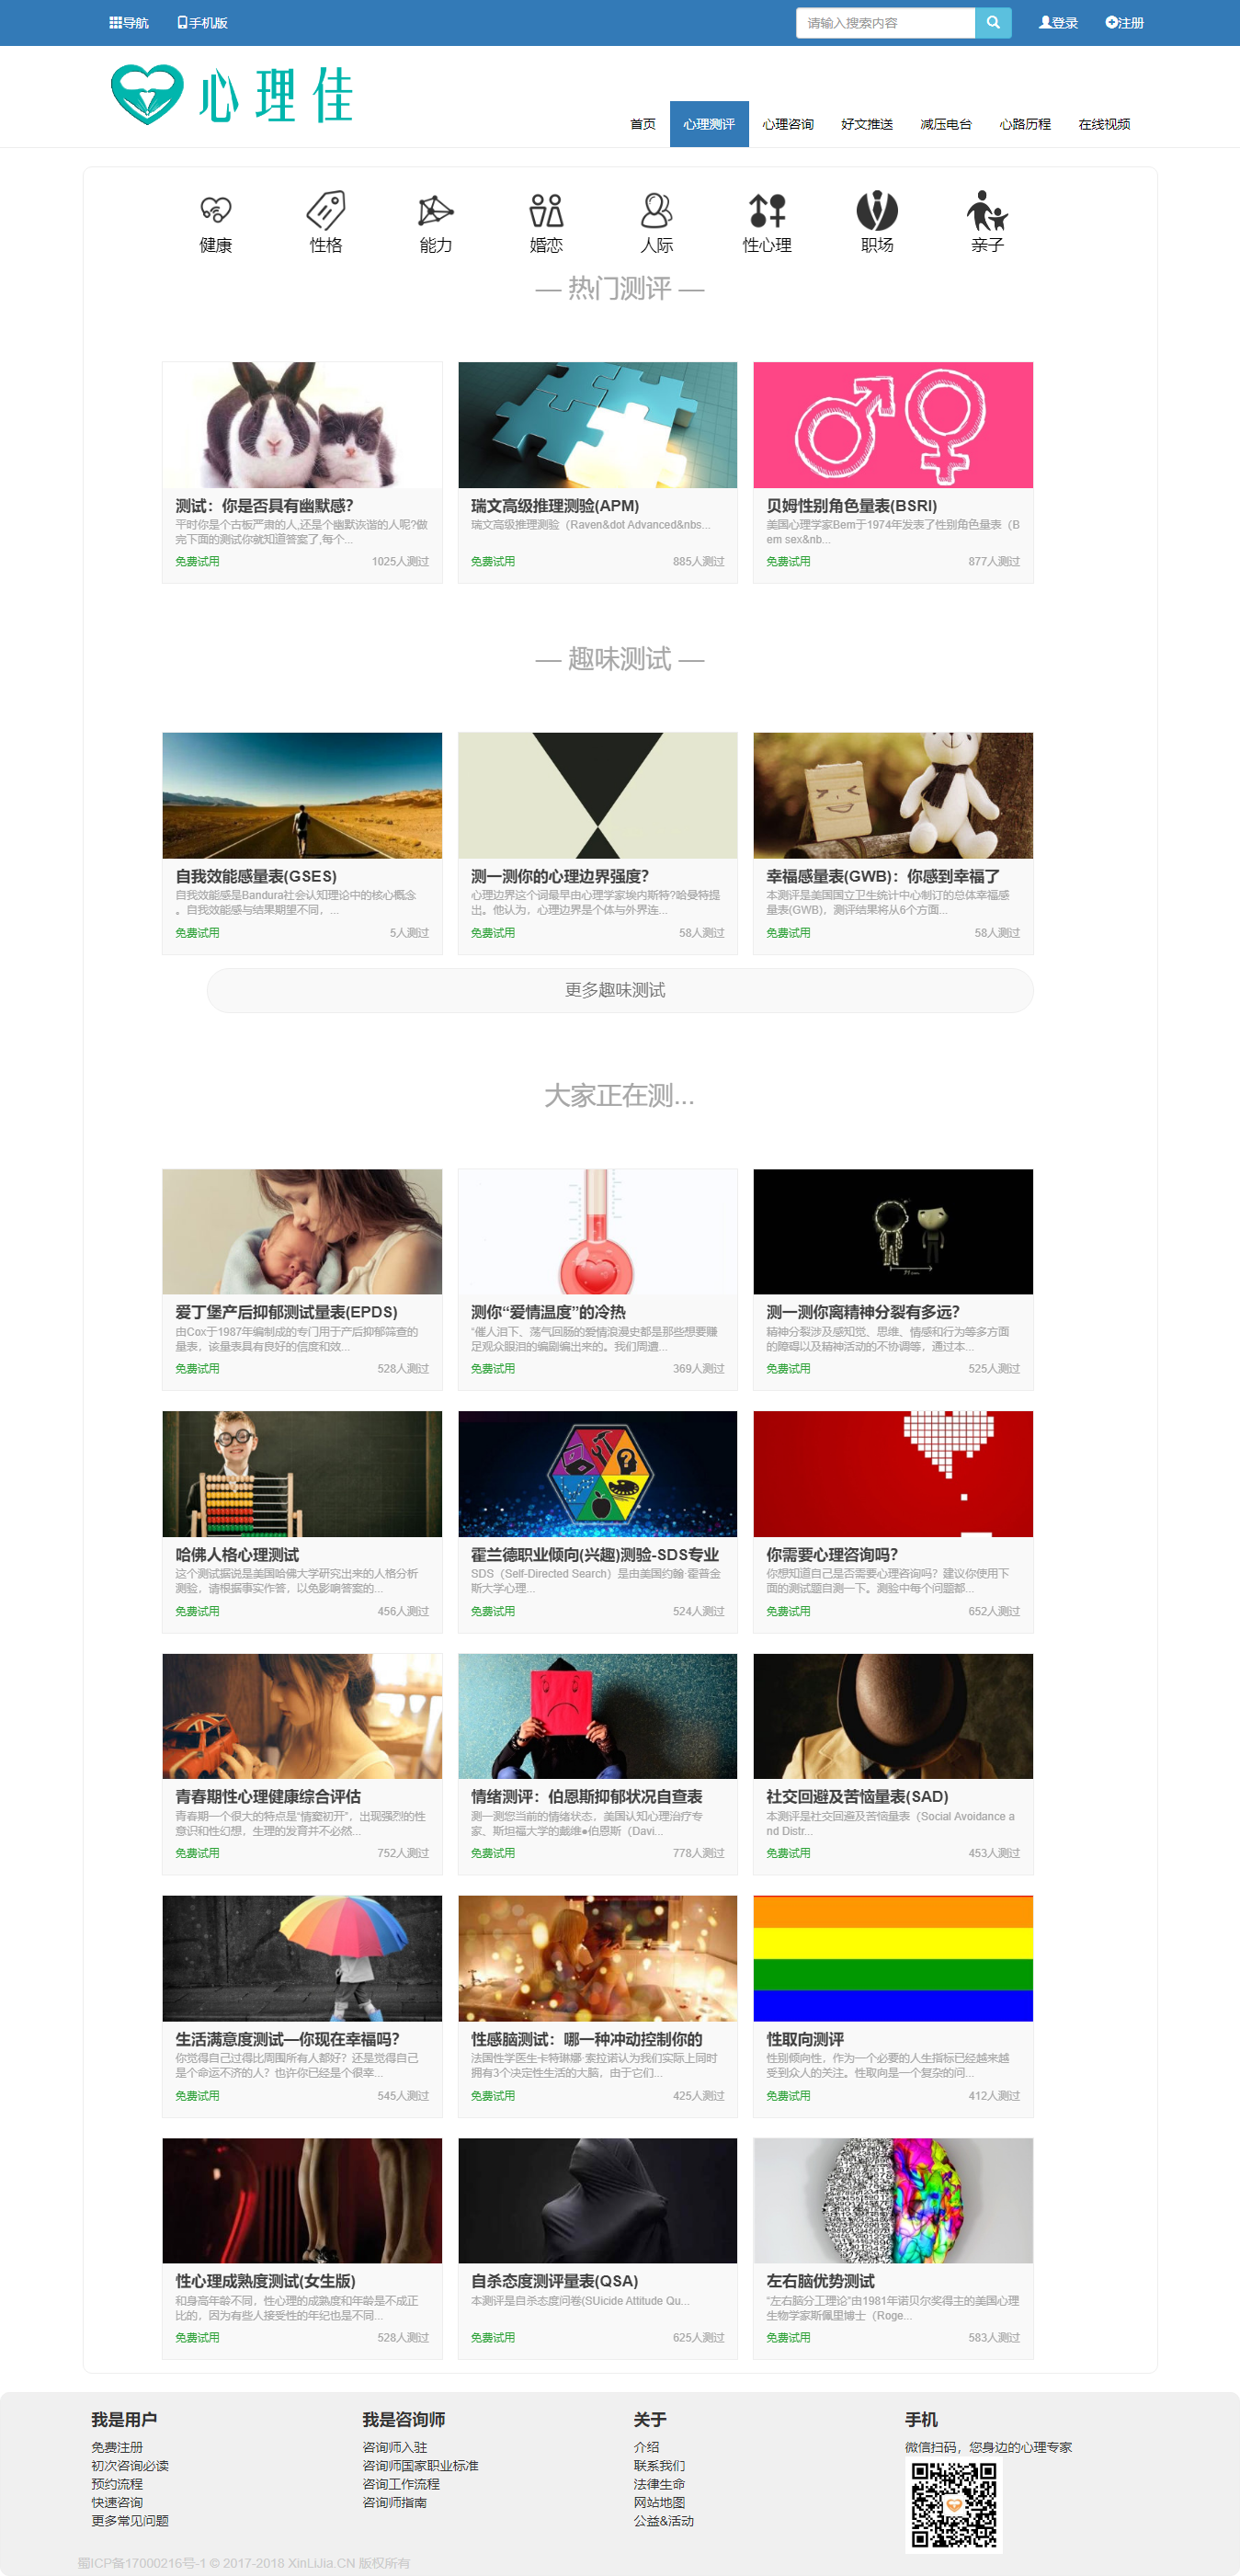 导航 手机版 请输入搜索内容 登录 注册
心理佳
首页 心理测评 心理咨询 好文推送 减压电台 心路历程 在线视频
健康 性格 能力 婚恋 人际 性心理 职场 亲子
— 热门测评 —
测试：你是否具有幽默感?
平时你是个古板严肃的人,还是个幽默诙谐的人呢?做
完下面的测试你就知道答案了,每个...
免费试用 1025人测过
瑞文高级推理测验(APM)
瑞文高级推理测验（Raven&dot Advanced&nbs...
免费试用 885人测过
贝姆性别角色量表(BSRI)
美国心理学家Bem于1974年发表了性别角色量表（B
em sex&nb...
免费试用 877人测过
— 趣味测试 —
自我效能感量表(GSES)
自我效能感是Bandura社会认知理论中的核心概念
。自我效能感与结果期望不同，...
免费试用 5人测过
测一测你的心理边界强度?
心理边界这个词最早由心理学家埃内斯特?哈曼特提
出。他认为，心理边界是个体与外界连...
免费试用 58人测过
幸福感量表(GWB)：你感到幸福了
本测评是美国国立卫生统计中心制订的总体幸福感
量表(GWB)，测评结果将从6个方面...
免费试用 58人测过
更多趣味测试
大家正在测...
爱丁堡产后抑郁测试量表(EPDS)
由Cox于1987年编制成的专门用于产后抑郁筛查的
量表，该量表具有良好的信度和效...
免费试用 528人测过
测你“爱情温度”的冷热
“催人泪下、荡气回肠的爱情浪漫史都是那些想要赚
足观众眼泪的编剧编出来的。我们周遭...
免费试用 369人测过
测一测你离精神分裂有多远?
精神分裂涉及感知觉、思维、情感和行为等多方面
的障碍以及精神活动的不协调等，通过本...
免费试用 525人测过
哈佛人格心理测试
这个测试据说是美国哈佛大学研究出来的人格分析
测验，请根据事实作答，以免影响答案的...
免费试用 456人测过
霍兰德职业倾向(兴趣)测验-SDS专业
SDS（Self-Directed Search）是由美国约翰·霍普金
斯大学心理...
免费试用 524人测过
你需要心理咨询吗?
你想知道自己是否需要心理咨询吗？建议你使用下
面的测试题自测一下。测验中每个问题都...
免费试用 652人测过
青春期性心理健康综合评估
青春期一个很大的特点是“情窦初开”，出现强烈的性
意识和性幻想，生理的发育并不必然...
免费试用 752人测过
情绪测评：伯恩斯抑郁状况自查表
测一测您当前的情绪状态，美国认知心理治疗专
家、斯坦福大学的戴维●伯恩斯（Davi...
免费试用 778人测过
社交回避及苦恼量表(SAD)
本测评是社交回避及苦恼量表（Social Avoidance a
nd Distr...
免费试用 453人测过
生活满意度测试—你现在幸福吗?
你觉得自己过得比周围所有人都好？还是觉得自己
是个命运不济的人？也许你已经是个很幸...
免费试用 545人测过
性感脑测试：哪一种冲动控制你的
法国性学医生卡特琳娜·索拉诺认为我们实际上同时
拥有3个决定性生活的大脑，由于它们...
免费试用 425人测过
性取向测评
性别倾向性，作为一个必要的人生指标已经越来越
受到众人的关注。性取向是一个复杂的问...
免费试用 412人测过
性心理成熟度测试(女生版)
和身高年龄不同，性心理的成熟度和年龄是不成正
比的，因为有些人接受性的年纪也是不同...
免费试用 528人测过
自杀态度测评量表(QSA)
本测评是自杀态度问卷(SUicide Attitude Qu...
免费试用 625人测过
左右脑优势测试
“左右脑分工理论”由1981年诺贝尔奖得主的美国心理
生物学家斯佩里博士（Roge...
免费试用 583人测过
我是用户
免费注册
初次咨询必读
预约流程
快速咨询
更多常见问题
我是咨询师
咨询师入驻
咨询师国家职业标准
咨询工作流程
咨询师指南
关于
介绍
联系我们
法律生命
网站地图
公益&活动
手机
微信扫码，您身边的心理专家
蜀ICP备17000216号-1 © 2017-2018 XinLiJia.CN 版权所有